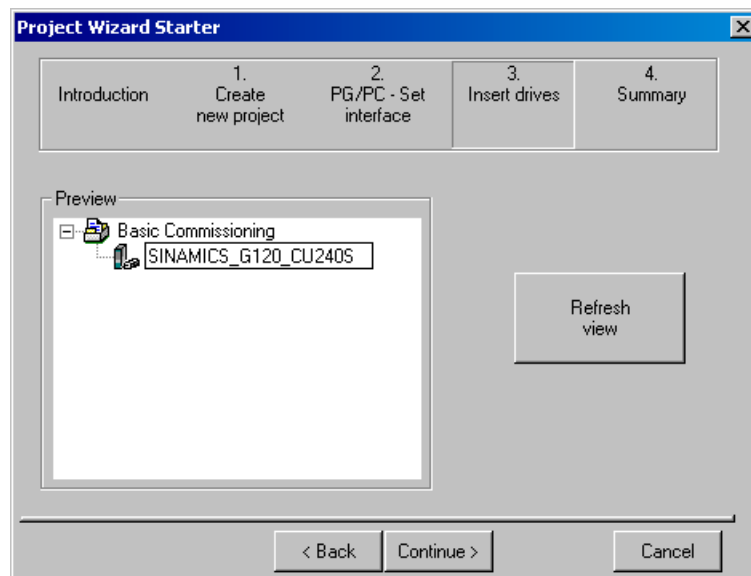 Project Wizard Starter
Introduction
1.
Create
new project
2.
PG/PC - Set
interface
3.
Insert drives
4.
Summary
Preview
Basic Commissioning
SINAMICS_G120_CU240S
Refresh
view
< Back
Continue >
Cancel